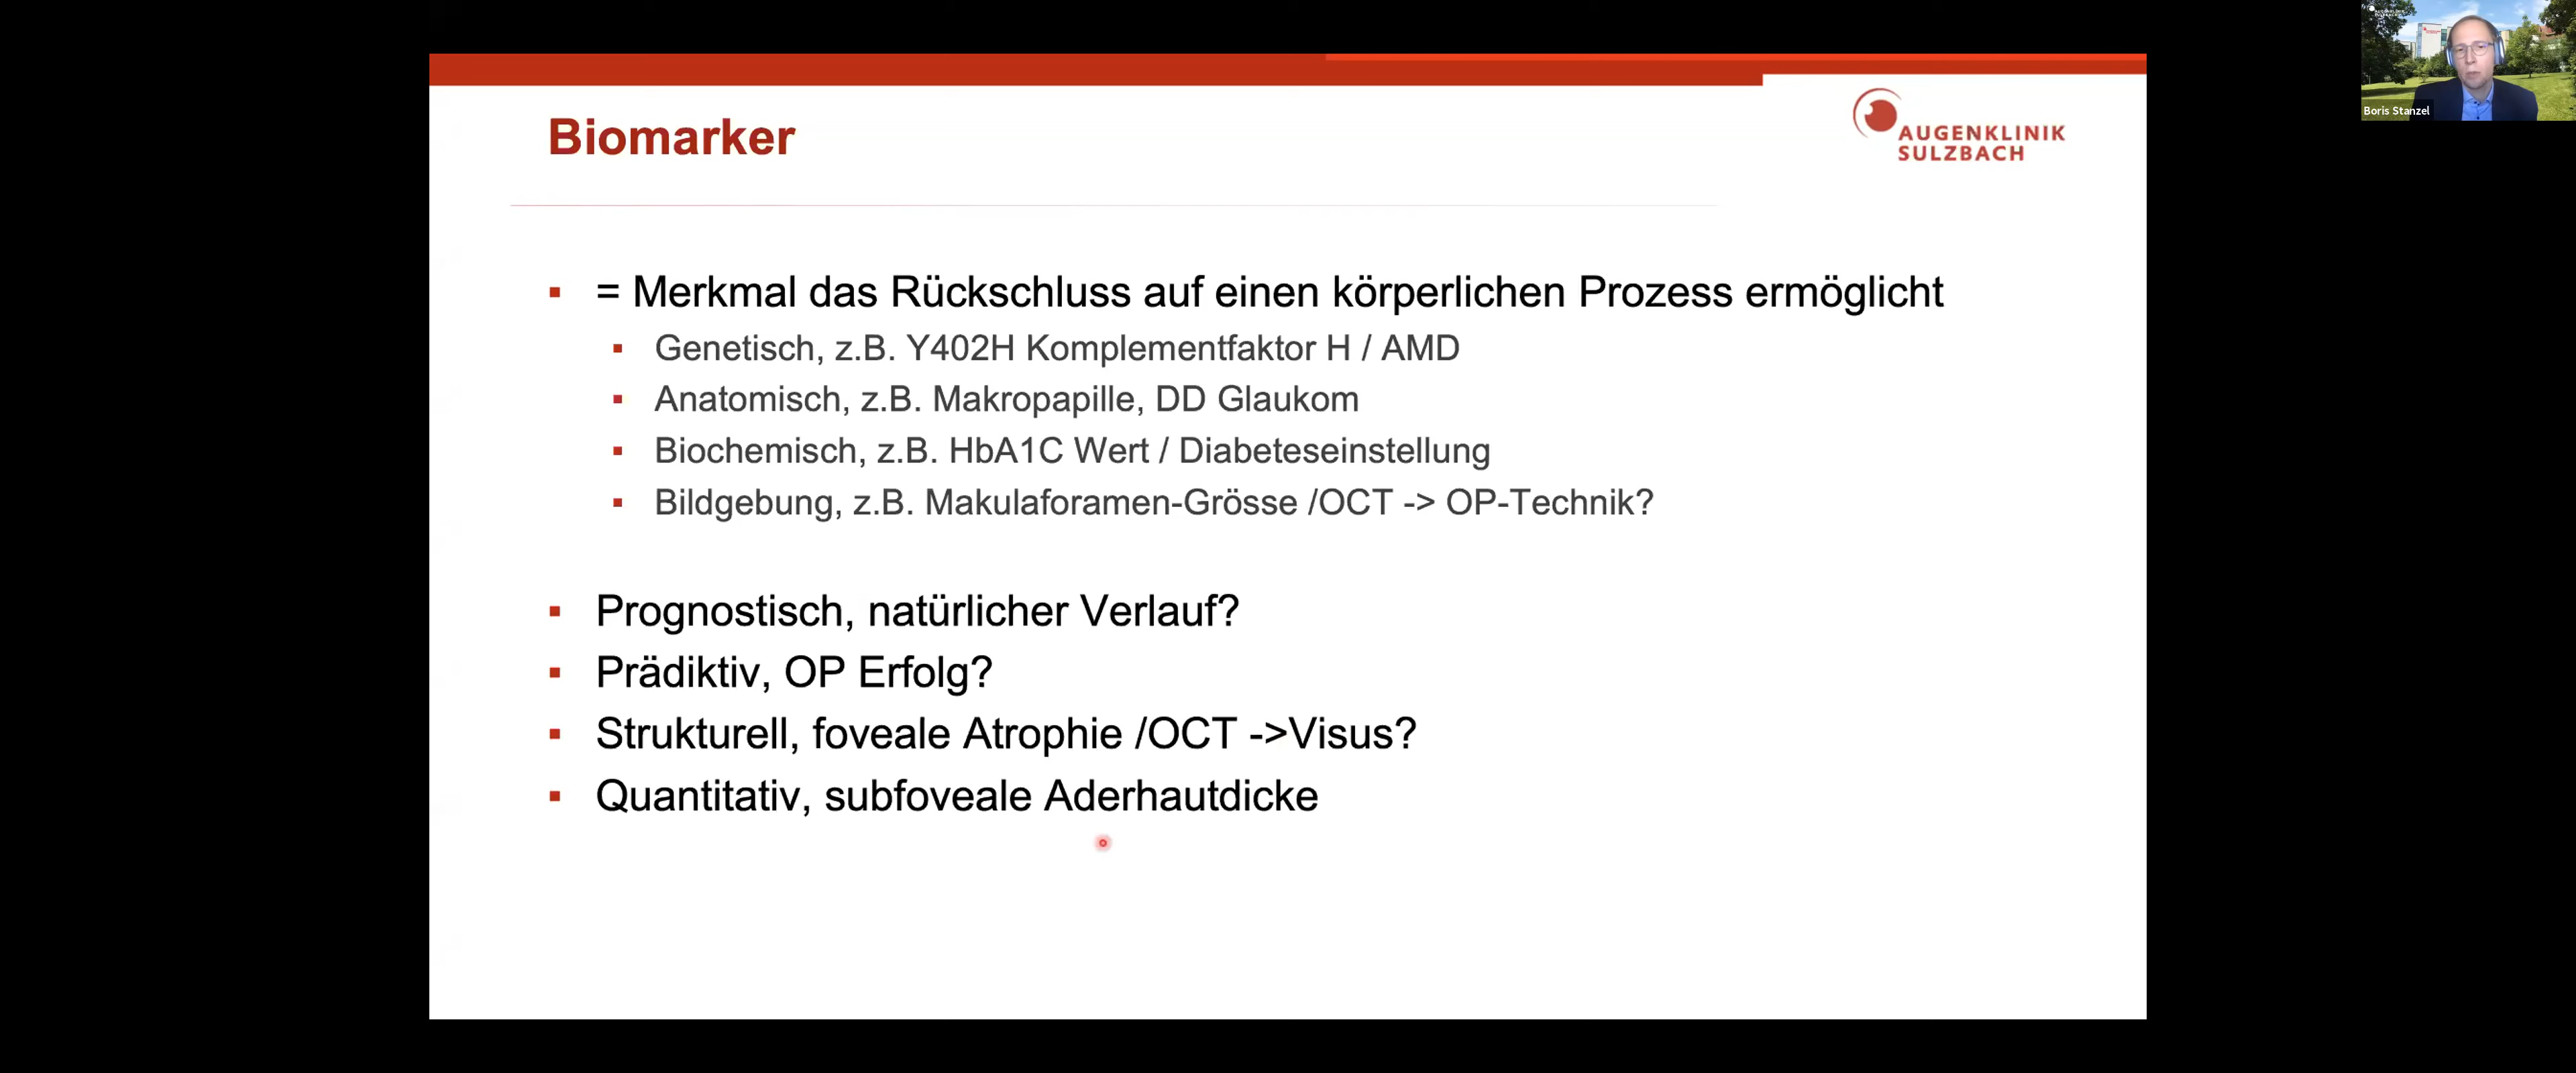 Biomarker
AUGENKLINIK
SULZBACH
= Merkmal das Rückschluss auf einen körperlichen Prozess ermöglicht
Genetisch, z.B. Y402H Komplementfaktor H / AMD
Anatomisch, z.B. Makropapille, DD Glaukom
Biochemisch, z.B. HbA1C Wert / Diabeteseinstellung
Bildgebung, z.B. Makulaforamen-Grösse /OCT -> OP-Technik?
Prognostisch, natürlicher Verlauf?
Prädiktiv, OP Erfolg?
Strukturell, foveale Atrophie /OCT ->Visus?
Quantitativ, subfoveale Aderhautdicke
Boris Stanzel